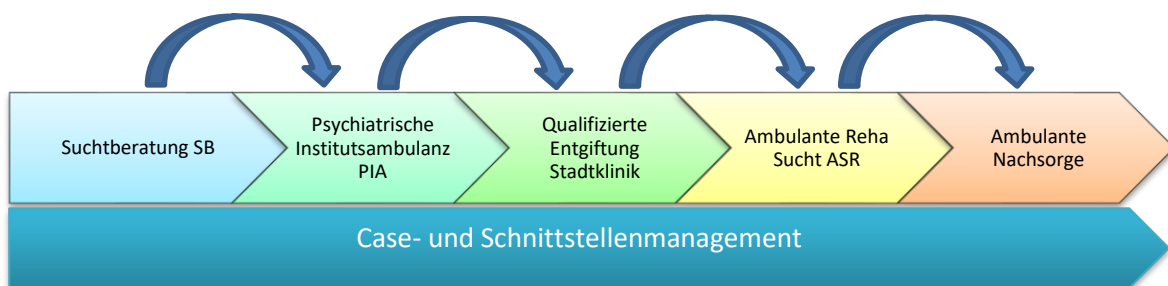 Suchtberatung SB
Psychiatrische
Institutsambulanz
PIA
Qualifizierte
Entgiftung
Stadtklinik
Ambulante Reha
Sucht ASR
Ambulante
Nachsorge
Case- und Schnittstellenmanagement